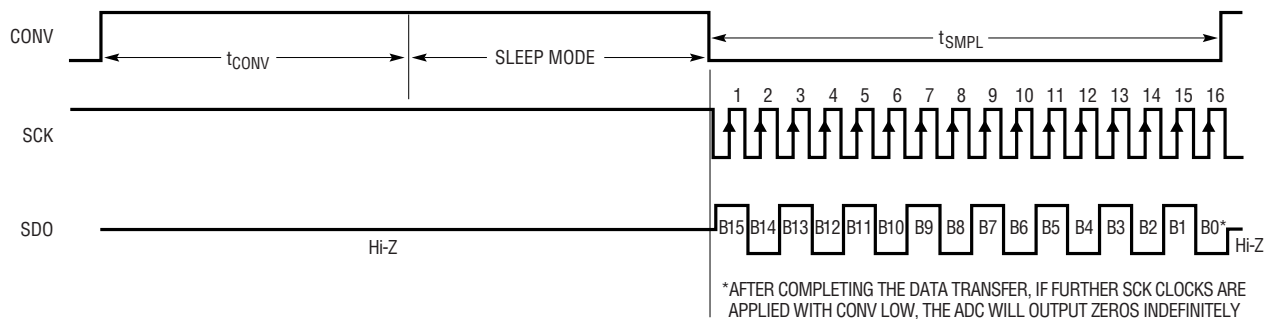 CONV
tCONV
SLEEP MODE
tSMPL
1 2 3 4 5 6 7 8 9 10 11 12 13 14 15 16
SCK
SDO
B15 B14 B13 B12 B11 B10 B9 B8 B7 B6 B5 B4 B3 B2 B1 B0*
Hi-Z
Hi-Z
*AFTER COMPLETING THE DATA TRANSFER, IF FURTHER SCK CLOCKS ARE
APPLIED WITH CONV LOW, THE ADC WILL OUTPUT ZEROS INDEFINITELY